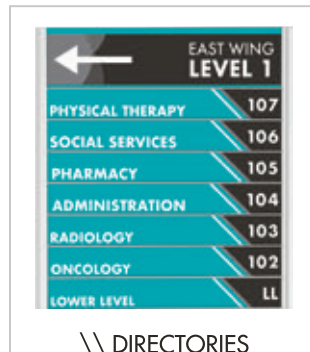 EAST WING
LEVEL 1
PHYSICAL THERAPY 107
SOCIAL SERVICES 106
PHARMACY 105
ADMINISTRATION 104
RADIOLOGY 103
ONCOLOGY 102
LOWER LEVEL LL
\\ DIRECTORIES